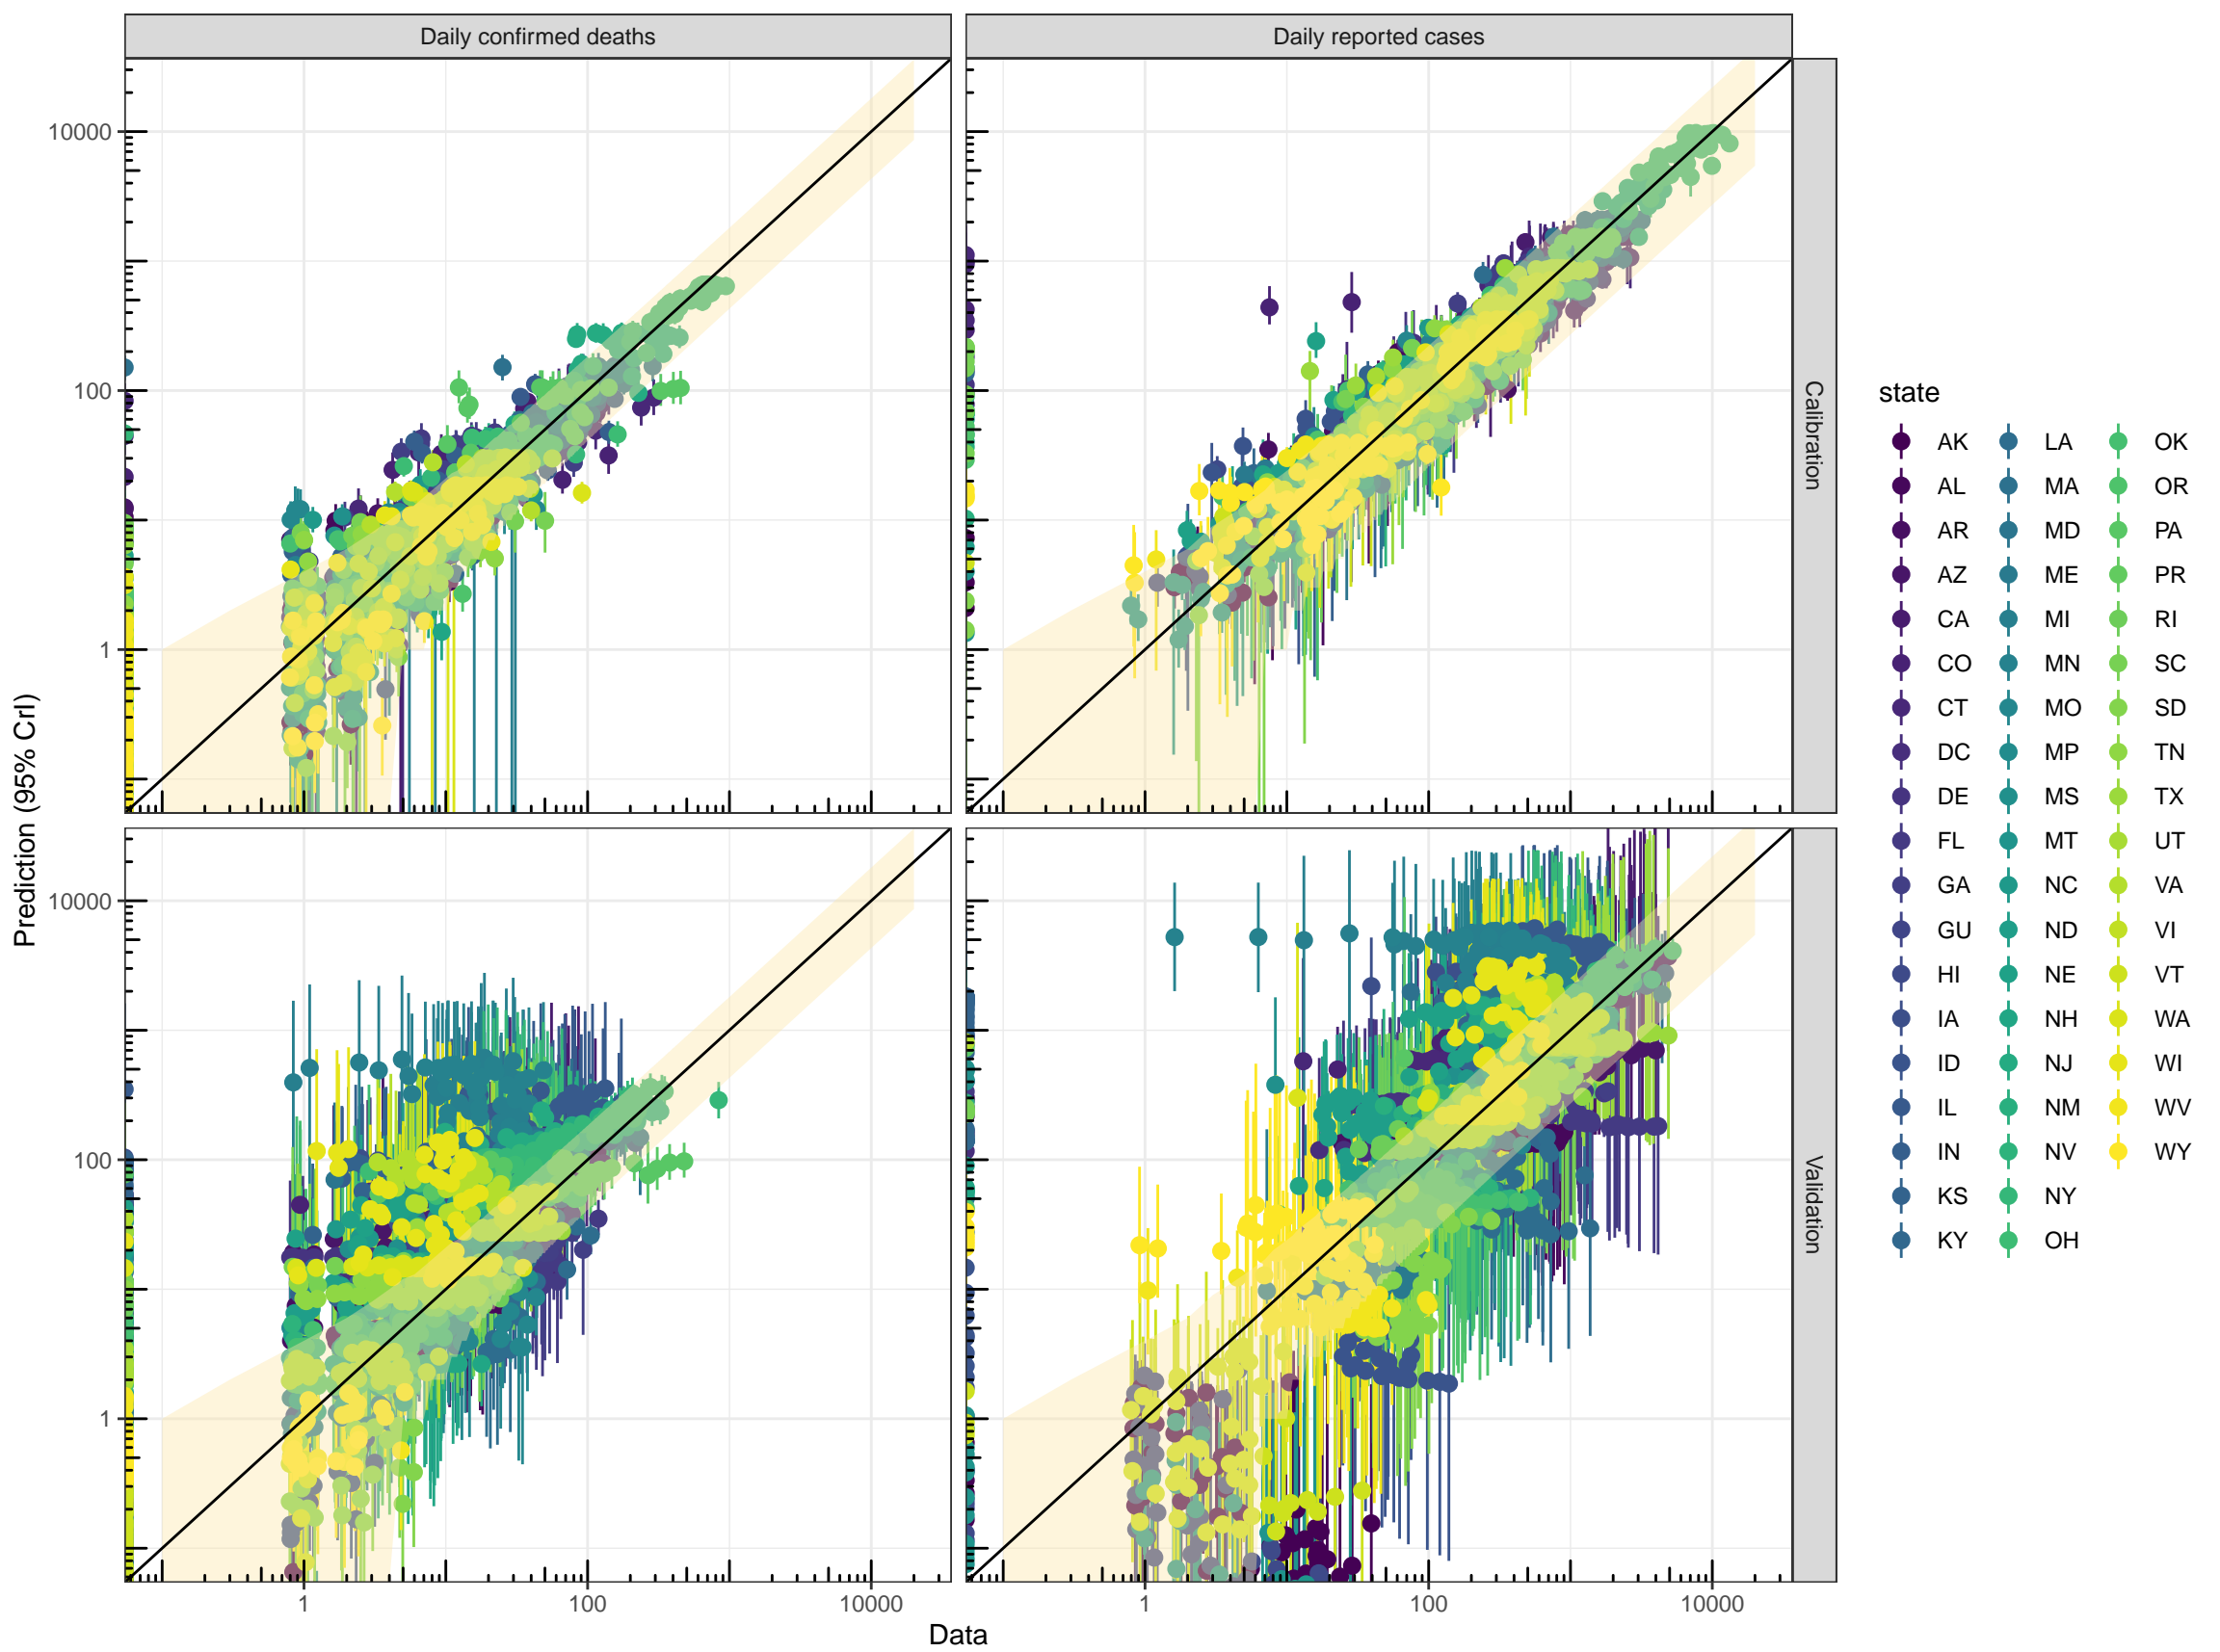 Daily confirmed deaths
Daily reported cases
Prediction (95% CrI)
10000
100
1
Calibration
10000
100
1
Validation
1
100
10000
1
100
10000
Data
state
AK
AL
AR
AZ
CA
CO
CT
DC
DE
FL
GA
GU
HI
IA
ID
IL
IN
KS
KY
LA
MA
MD
ME
MI
MN
MO
MP
MS
MT
NC
ND
NE
NH
NJ
NM
NV
NY
OH
OK
OR
PA
PR
RI
SC
SD
TN
TX
UT
VA
VI
VT
WA
WI
WV
WY